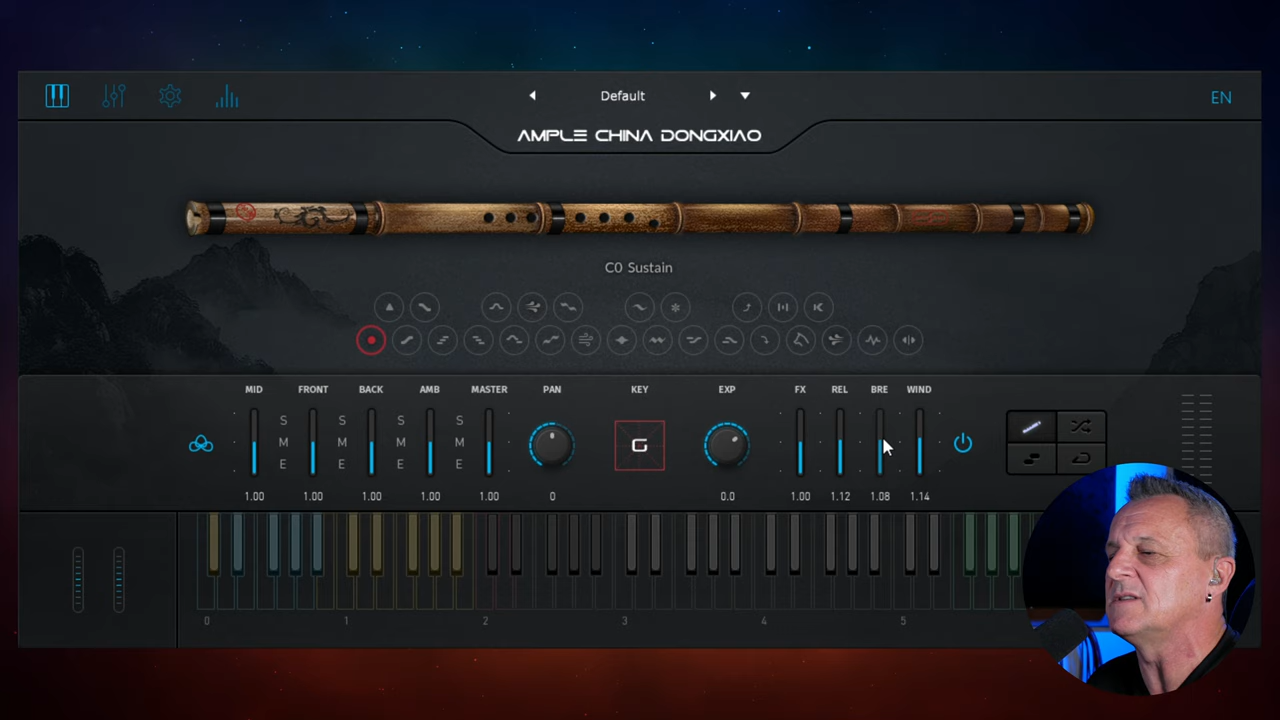 Default
EN
AMPLE CHINA DONGXIAO
C0 Sustain
MID FRONT BACK AMB MASTER PAN KEY EXP FX REL BRE WIND
S S S S
M M M M
G
E E E E
1.00 1.00 1.00 1.00 1.00 0 0.0 1.00 1.12 1.08 1.14
0 1 2 3 4 5